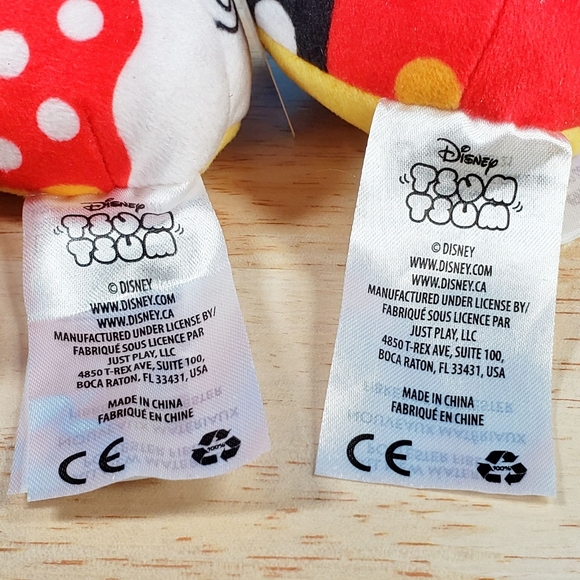 Disney
TSUM
TSUM
© DISNEY
WWW.DISNEY.COM
WWW.DISNEY.CA
MANUFACTURED UNDER LICENSE BY/
FABRIQUÉ SOUS LICENCE PAR
JUST PLAY, LLC
4850 T-REX AVE, SUITE 100,
BOCA RATON, FL 33431, USA
MADE IN CHINA
FABRIQUÉ EN CHINE
CE
100%
Disney
TSUM
TSUM
© DISNEY
WWW.DISNEY.COM
WWW.DISNEY.CA
MANUFACTURED UNDER LICENSE BY/
FABRIQUÉ SOUS LICENCE PAR
JUST PLAY, LLC
4850 T-REX AVE, SUITE 100,
BOCA RATON, FL 33431, USA
MADE IN CHINA
FABRIQUÉ EN CHINE
CE
100%